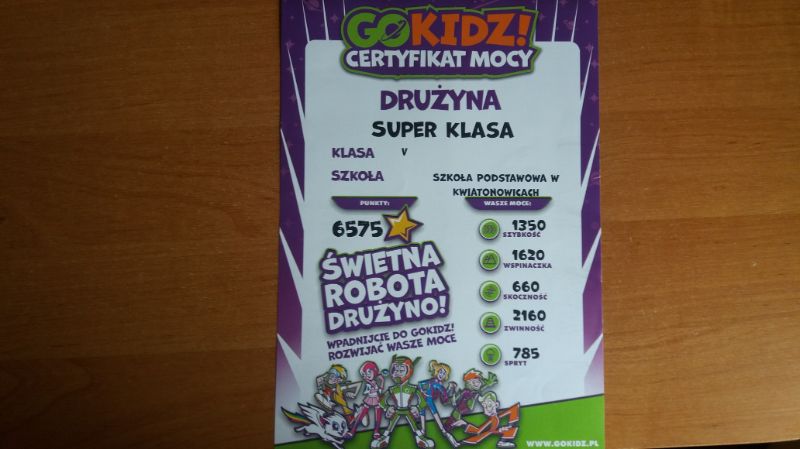 GOKIDZ!
CERTYFIKAT MOCY
DRUŻYNA
SUPER KLASA
KLASA V
SZKOŁA SZKOŁA PODSTAWOWA W
KWIATONOWICACH
PUNKTY:
6575
ŚWIETNA
ROBOTA
DRUŻYNO!
WPADNIJCIE DO GOKIDZ!
ROZWIJAĆ WASZE MOCE
WASZE MOCE:
1350
SZYBKOŚĆ
1620
WSPINACZKA
660
SKOCZNOŚĆ
2160
ZWINNOŚĆ
785
SPRYT
WWW.GOKIDZ.PL